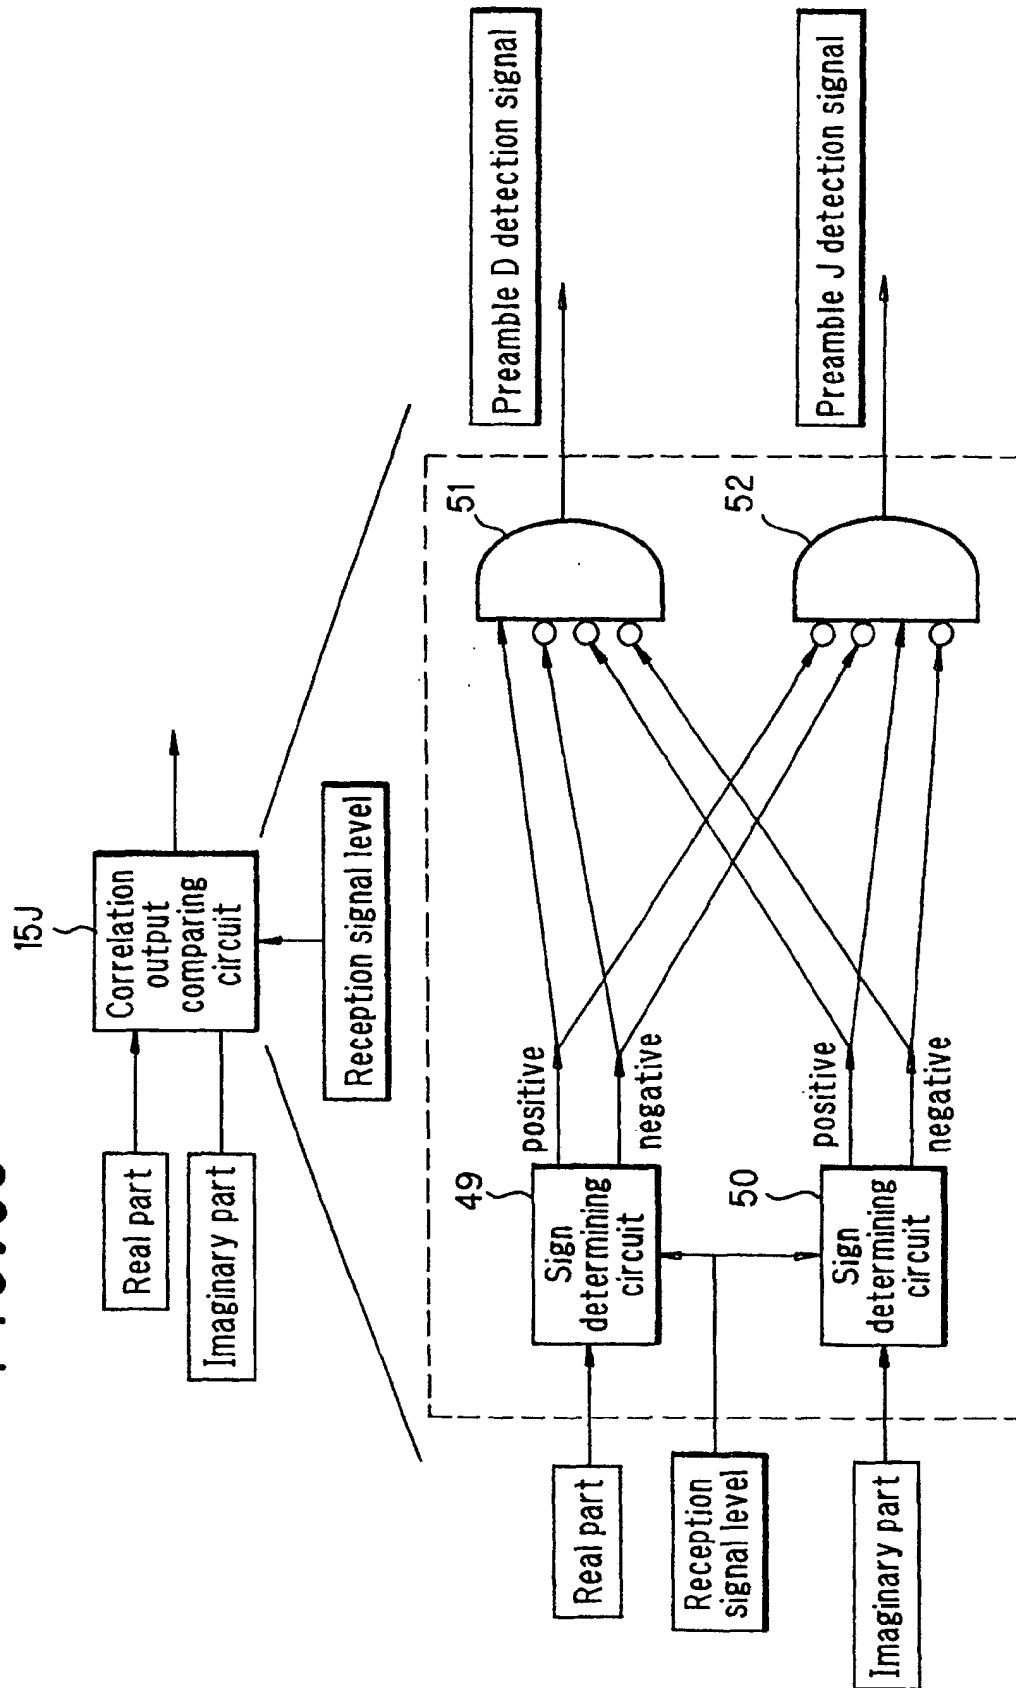 15J
Correlation
output
comparing
circuit
Real part
Imaginary part
Reception signal level
49
Sign
determining
circuit
positive
negative
50
Sign
determining
circuit
positive
negative
51
52
Real part
Reception
signal level
Imaginary part
Preamble D detection signal
Preamble J detection signal